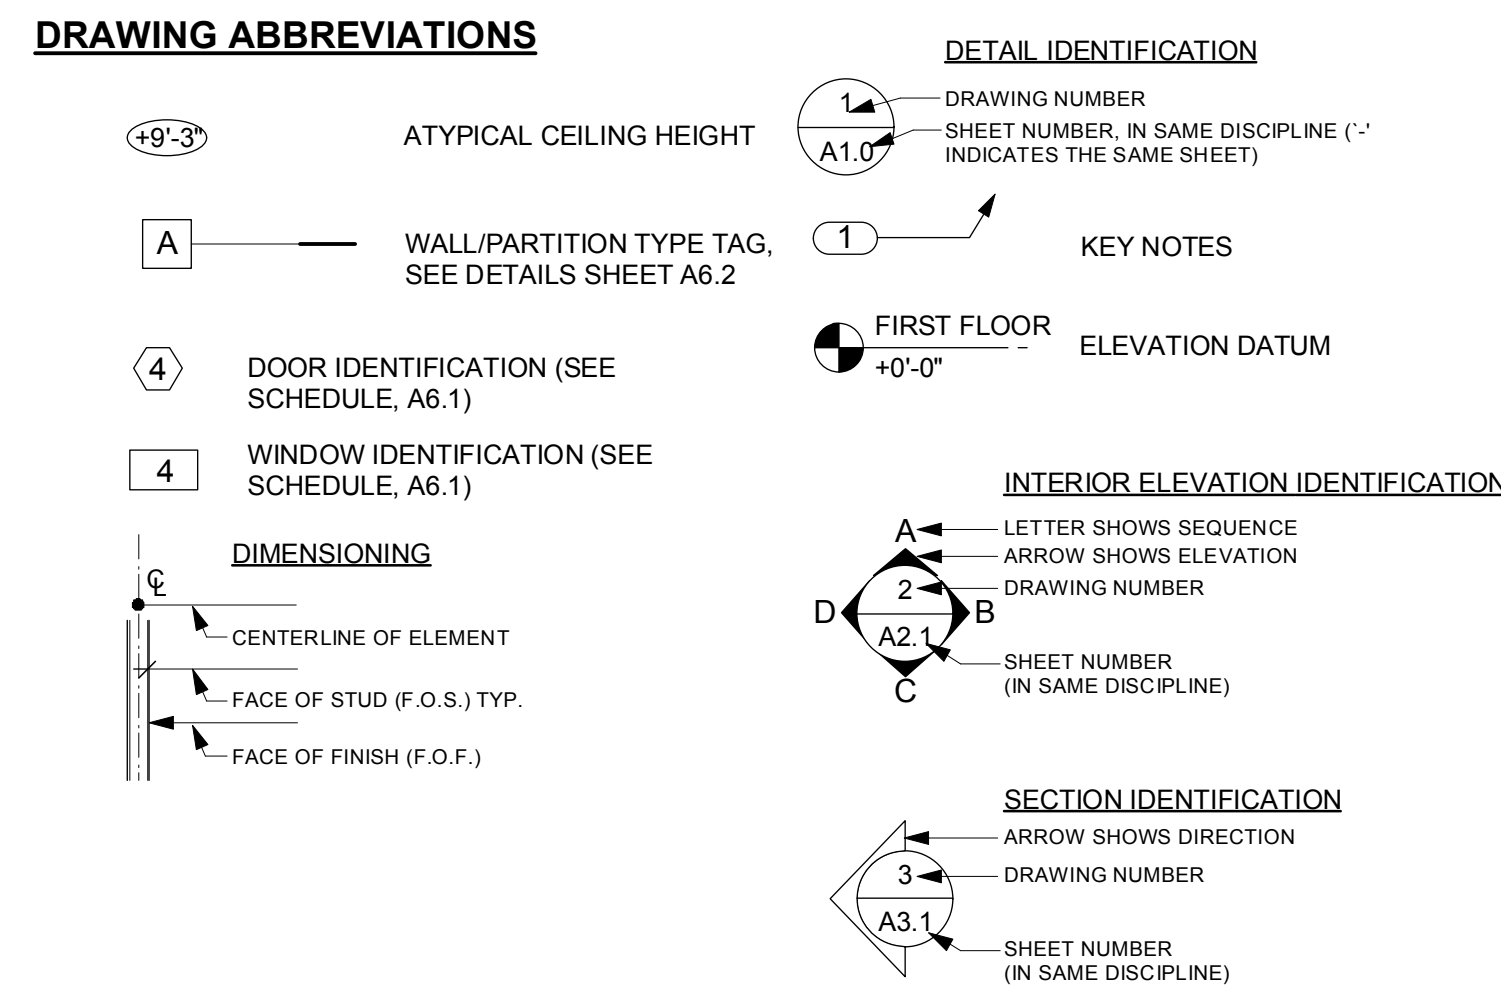 DRAWING ABBREVIATIONS
+9'-3"
ATYPICAL CEILING HEIGHT
A
WALL/PARTITION TYPE TAG,
SEE DETAILS SHEET A6.2
4
DOOR IDENTIFICATION (SEE
SCHEDULE, A6.1)
4
WINDOW IDENTIFICATION (SEE
SCHEDULE, A6.1)
DIMENSIONING
℄
CENTERLINE OF ELEMENT
FACE OF STUD (F.O.S.) TYP.
FACE OF FINISH (F.O.F.)
DETAIL IDENTIFICATION
1
DRAWING NUMBER
A1.0
SHEET NUMBER, IN SAME DISCIPLINE (`-'
INDICATES THE SAME SHEET)
1
KEY NOTES
FIRST FLOOR
+0'-0"
ELEVATION DATUM
INTERIOR ELEVATION IDENTIFICATION
A
LETTER SHOWS SEQUENCE
ARROW SHOWS ELEVATION
2
DRAWING NUMBER
D
B
A2.1
SHEET NUMBER
(IN SAME DISCIPLINE)
C
SECTION IDENTIFICATION
ARROW SHOWS DIRECTION
3
DRAWING NUMBER
A3.1
SHEET NUMBER
(IN SAME DISCIPLINE)